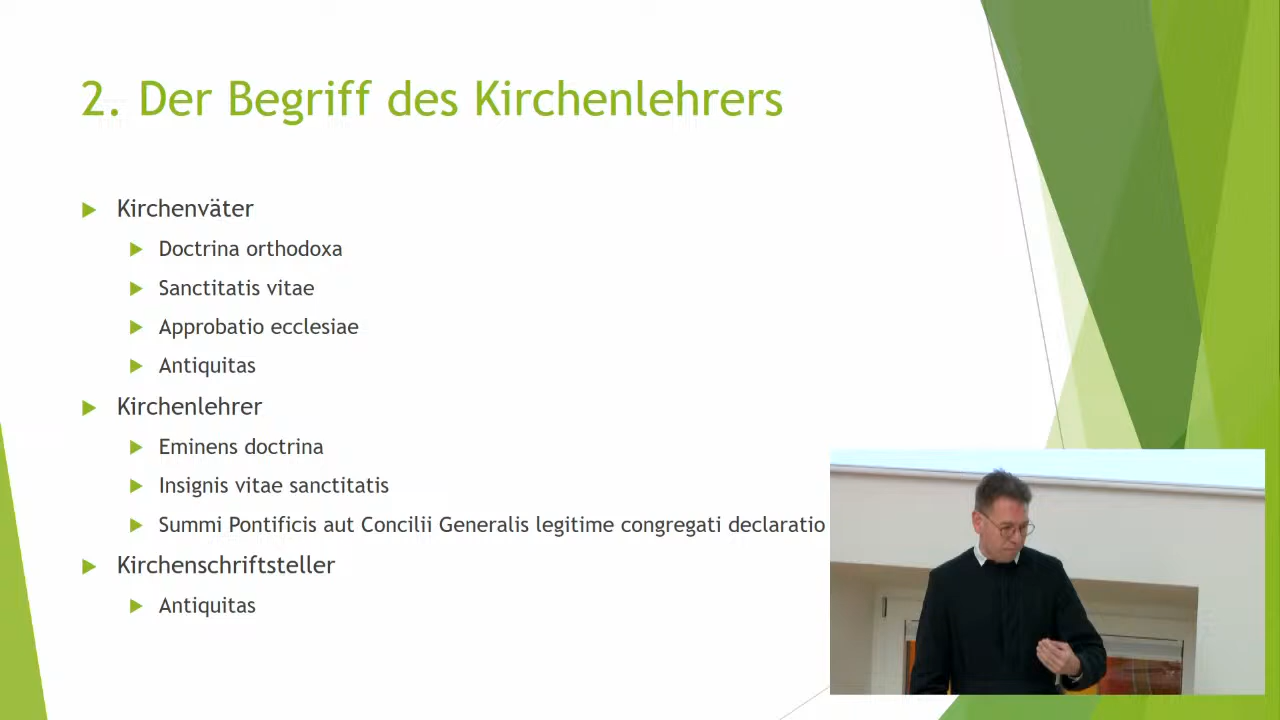 2. Der Begriff des Kirchenlehrers
Kirchenväter
Doctrina orthodoxa
Sanctitatis vitae
Approbatio ecclesiae
Antiquitas
Kirchenlehrer
Eminens doctrina
Insignis vitae sanctitatis
Summi Pontificis aut Concilii Generalis legitime congregati declaratio
Kirchenschriftsteller
Antiquitas